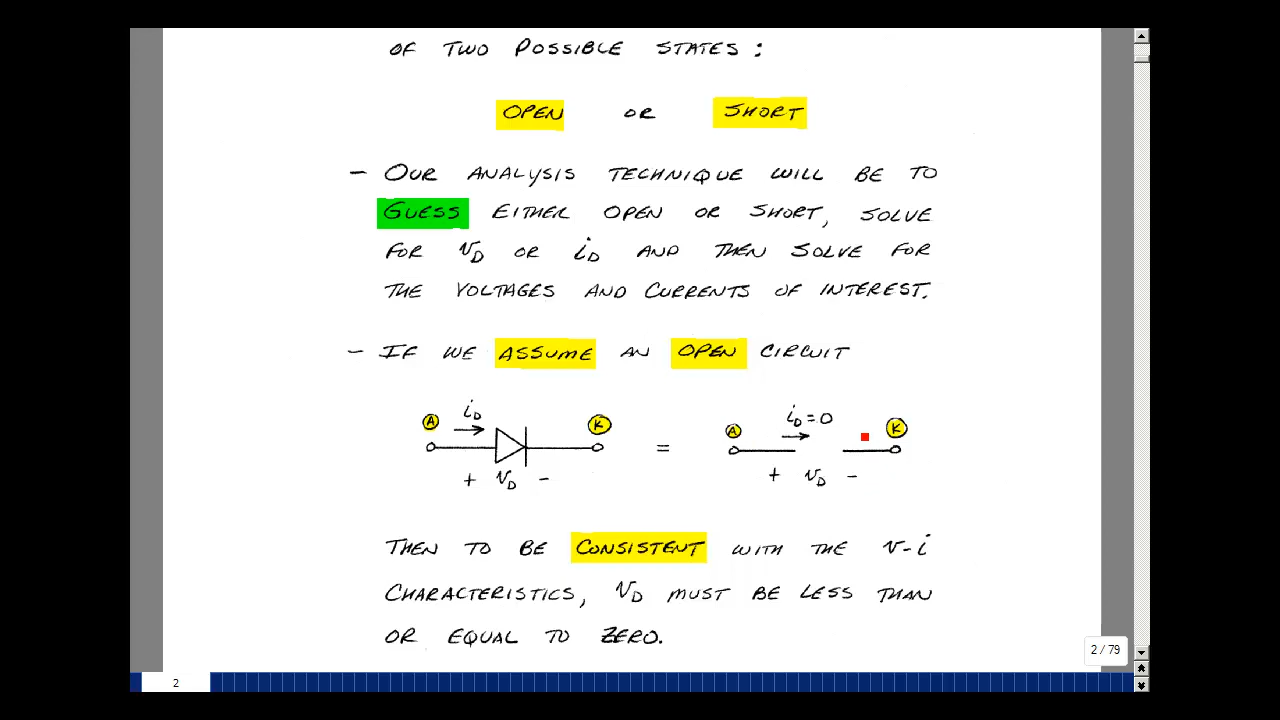 OF TWO POSSIBLE STATES:
OPEN OR SHORT
- OUR ANALYSIS TECHNIQUE WILL BE TO
GUESS EITHER OPEN OR SHORT, SOLVE
FOR VD OR iD AND THEN SOLVE FOR
THE VOLTAGES AND CURRENTS OF INTEREST.
- IF WE ASSUME AN OPEN CIRCUIT
A iD K
+ VD -
=
A iD=0 K
+ VD -
THEN TO BE CONSISTENT WITH THE V-i
CHARACTERISTICS, VD MUST BE LESS THAN
OR EQUAL TO ZERO.
2 / 79
2